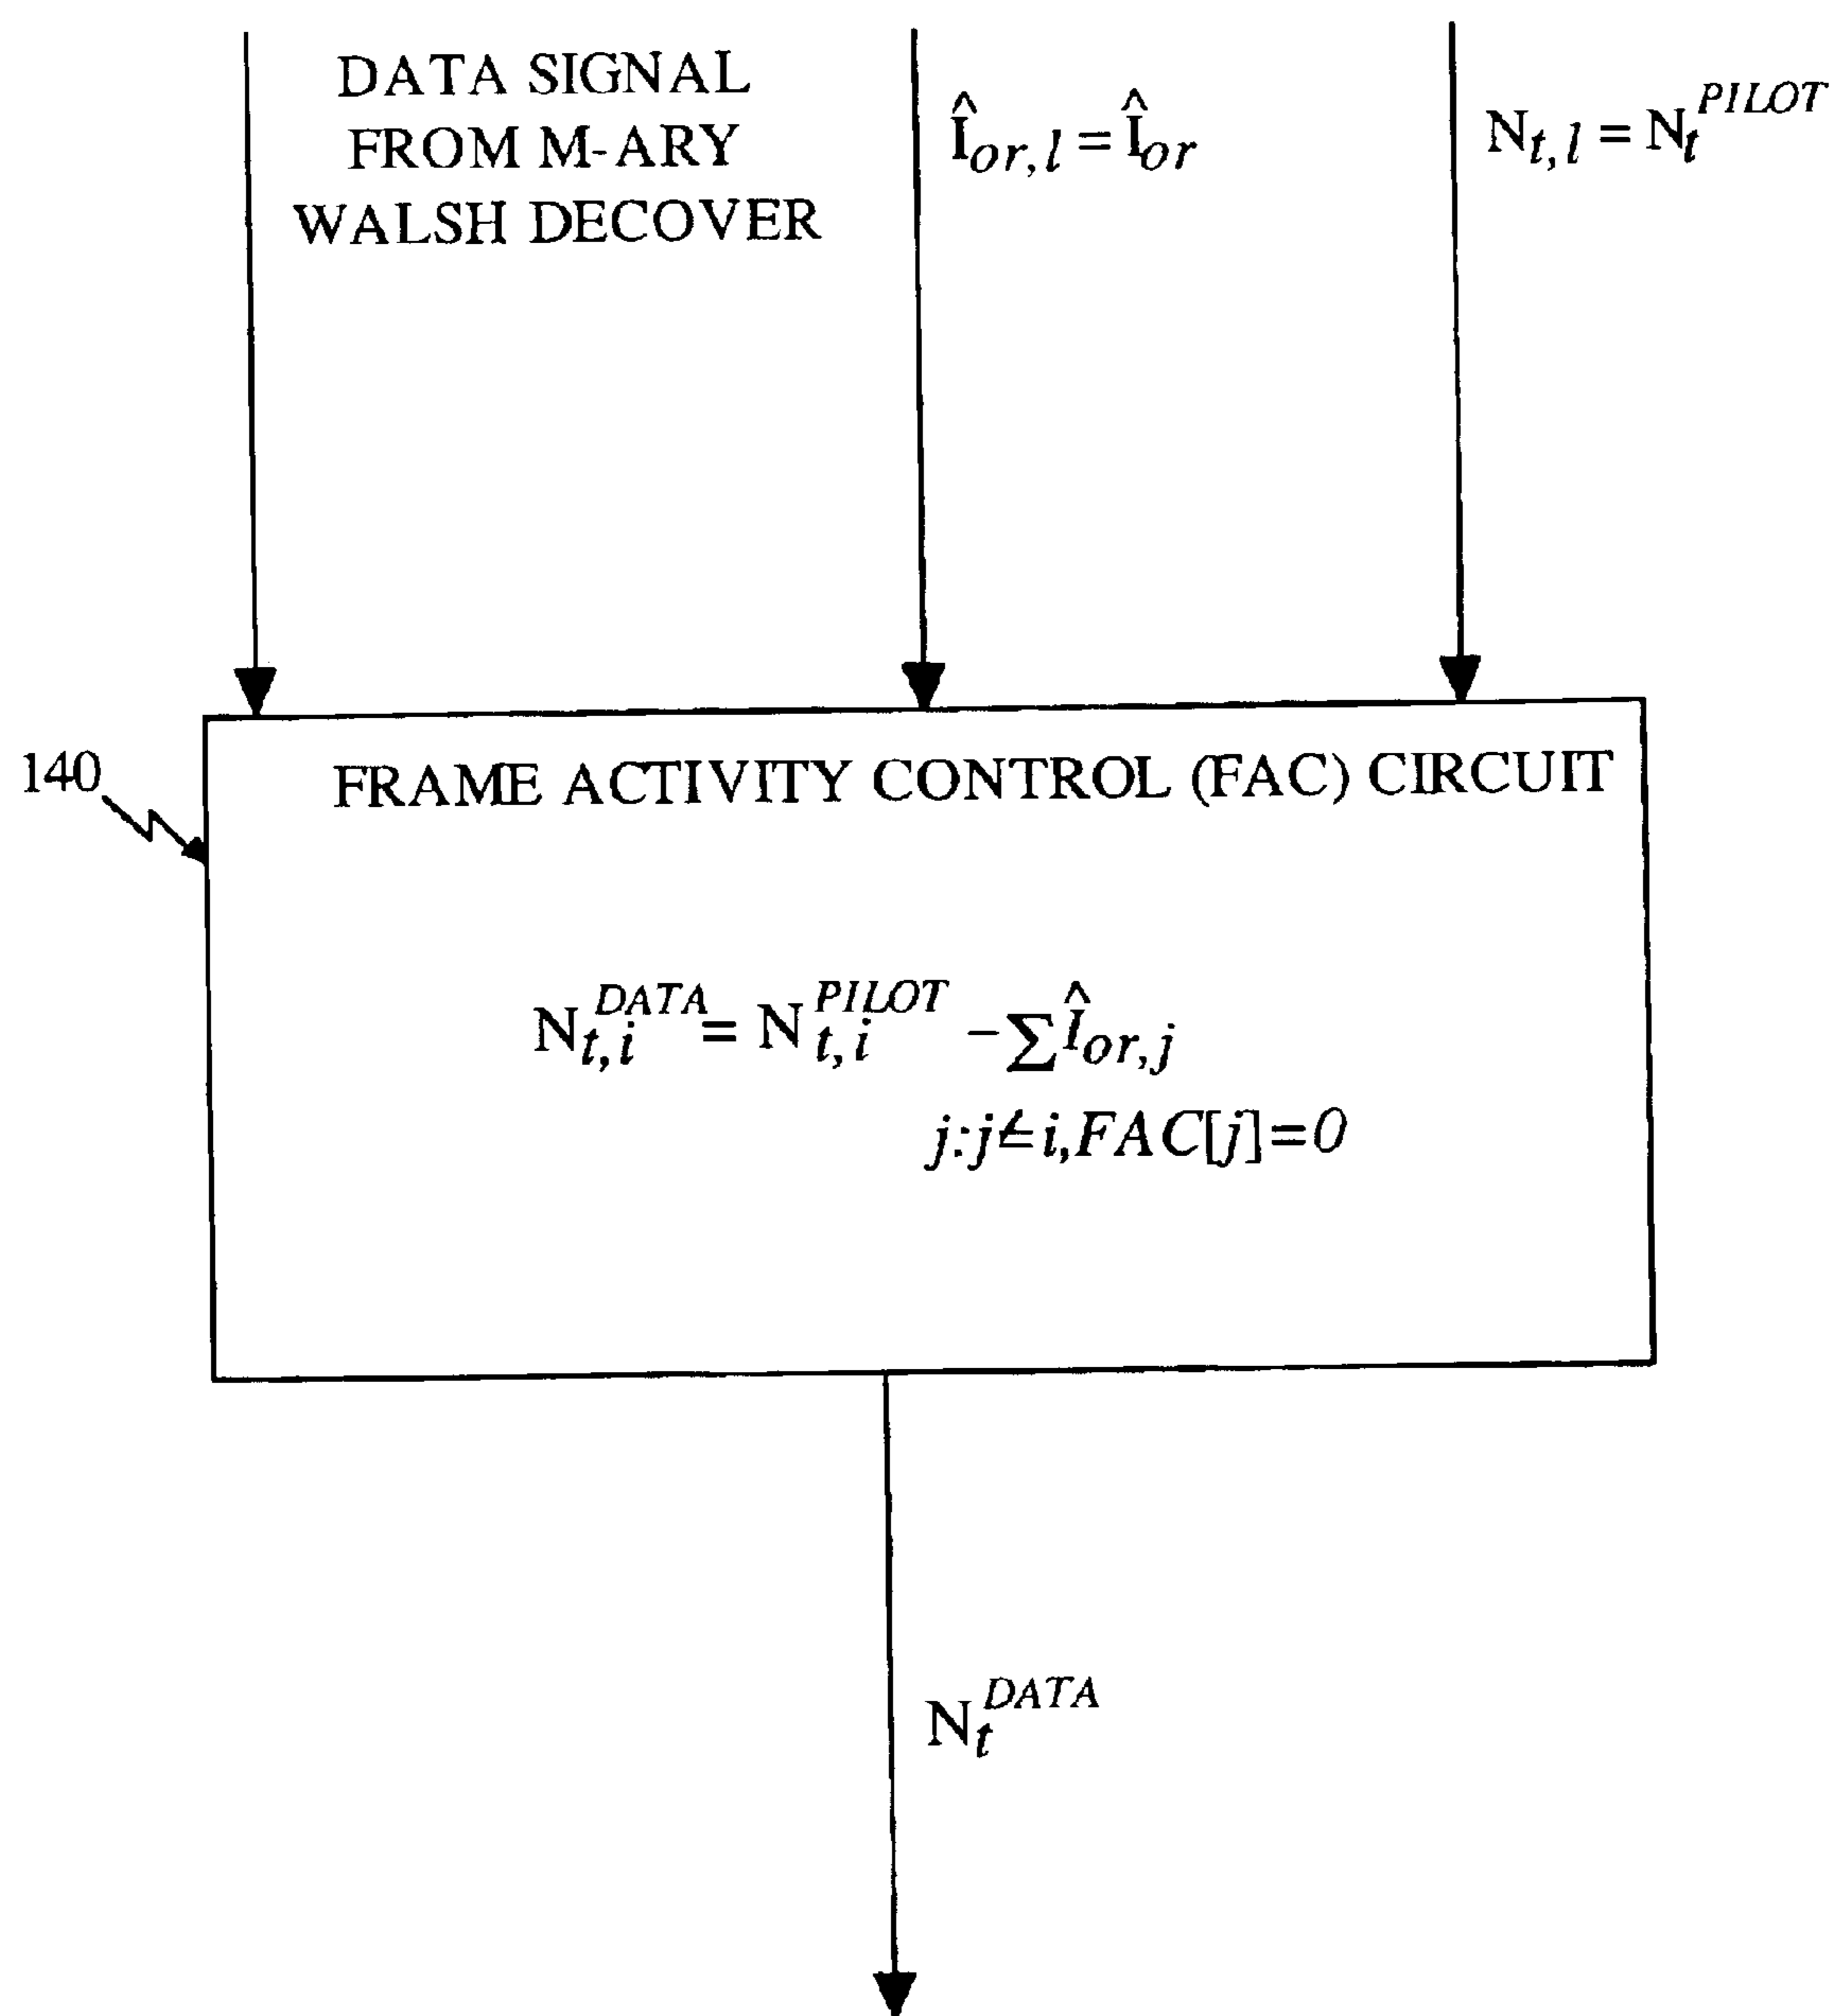 DATA SIGNAL
FROM M-ARY
WALSH DECOVER
Î_{or,l} = Î_{or}
N_{t,l} = N_t^{PILOT}
140
FRAME ACTIVITY CONTROL (FAC) CIRCUIT
N_{t,i}^{DATA} = N_{t,i}^{PILOT} - ∑ Î_{or,j}
j:j≠i,FAC[j]=0
N_t^{DATA}